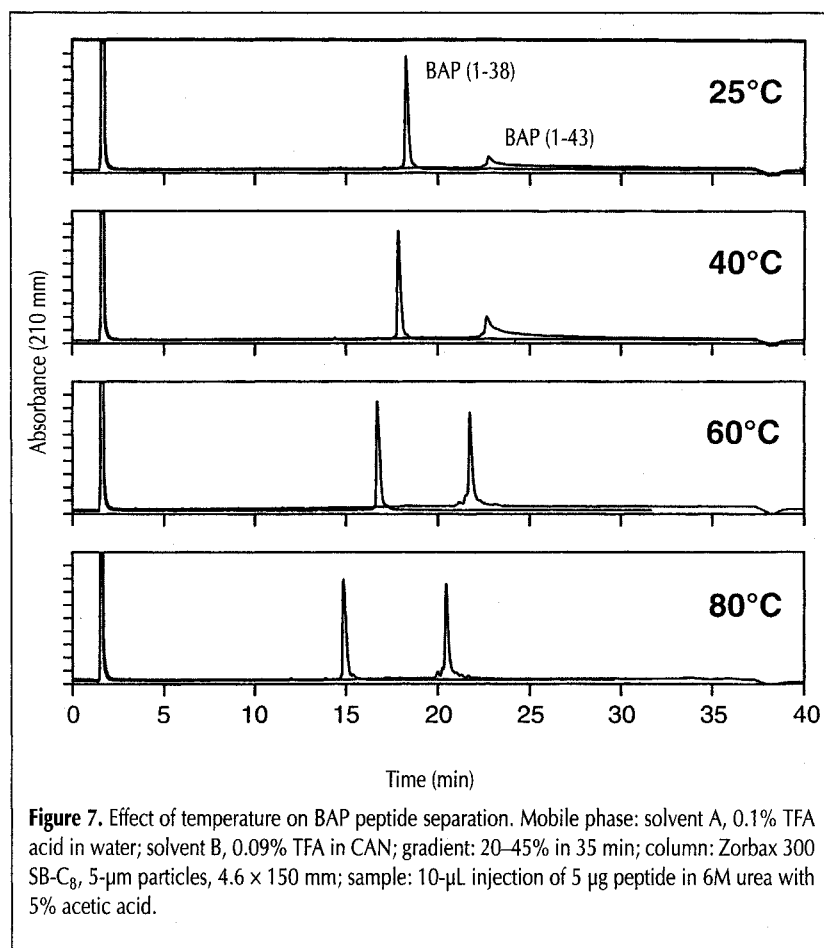 BAP (1-38)
25°C
BAP (1-43)
40°C
Absorbance (210 mm)
60°C
80°C
0 5 10 15 20 25 30 35 40
Time (min)
Figure 7. Effect of temperature on BAP peptide separation. Mobile phase: solvent A, 0.1% TFA
acid in water; solvent B, 0.09% TFA in CAN; gradient: 20–45% in 35 min; column: Zorbax 300
SB-C₈, 5-µm particles, 4.6 × 150 mm; sample: 10-µL injection of 5 µg peptide in 6M urea with
5% acetic acid.